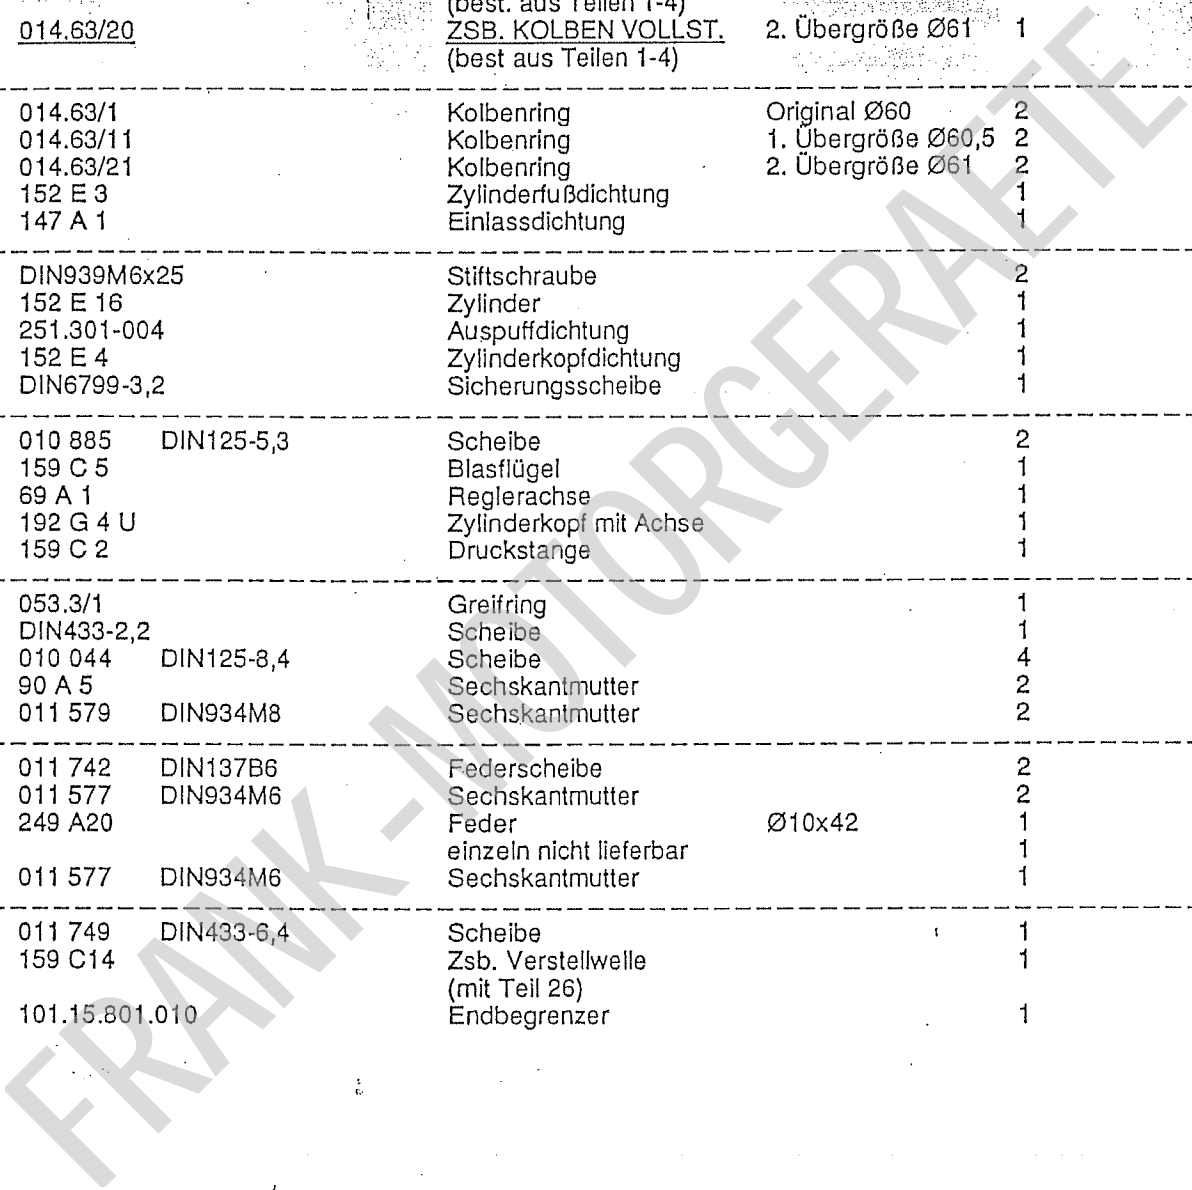 (best. aus Teilen 1-4)
014.63/20 ZSB. KOLBEN VOLLST. 2. Übergröße Ø61 1
(best aus Teilen 1-4)
014.63/1 Kolbenring Original Ø60 2
014.63/11 Kolbenring 1. Übergröße Ø60,5 2
014.63/21 Kolbenring 2. Übergröße Ø61 2
152 E 3 Zylinderfußdichtung 1
147 A 1 Einlassdichtung 1
DIN939M6x25 Stiftschraube 2
152 E 16 Zylinder 1
251.301-004 Auspuffdichtung 1
152 E 4 Zylinderkopfdichtung 1
DIN6799-3,2 Sicherungsscheibe 1
010 885 DIN125-5,3 Scheibe 2
159 C 5 Blasflügel 1
69 A 1 Reglerachse 1
192 G 4 U Zylinderkopf mit Achse 1
159 C 2 Druckstange 1
053.3/1 Greifring 1
DIN433-2,2 Scheibe 1
010 044 DIN125-8,4 Scheibe 4
90 A 5 Sechskantmutter 2
011 579 DIN934M8 Sechskantmutter 2
011 742 DIN137B6 Federscheibe 2
011 577 DIN934M6 Sechskantmutter 2
249 A20 Feder Ø10x42 1
einzeln nicht lieferbar 1
011 577 DIN934M6 Sechskantmutter 1
011 749 DIN433-6,4 Scheibe 1
159 C14 Zsb. Verstellwelle 1
(mit Teil 26)
101.15.801.010 Endbegrenzer 1
FRANK-MOTORGERAETE